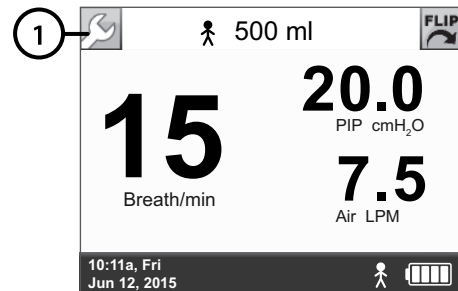 1
500 ml
FLIP
15
Breath/min
20.0
PIP cmH₂O
7.5
Air LPM
10:11a, Fri
Jun 12, 2015